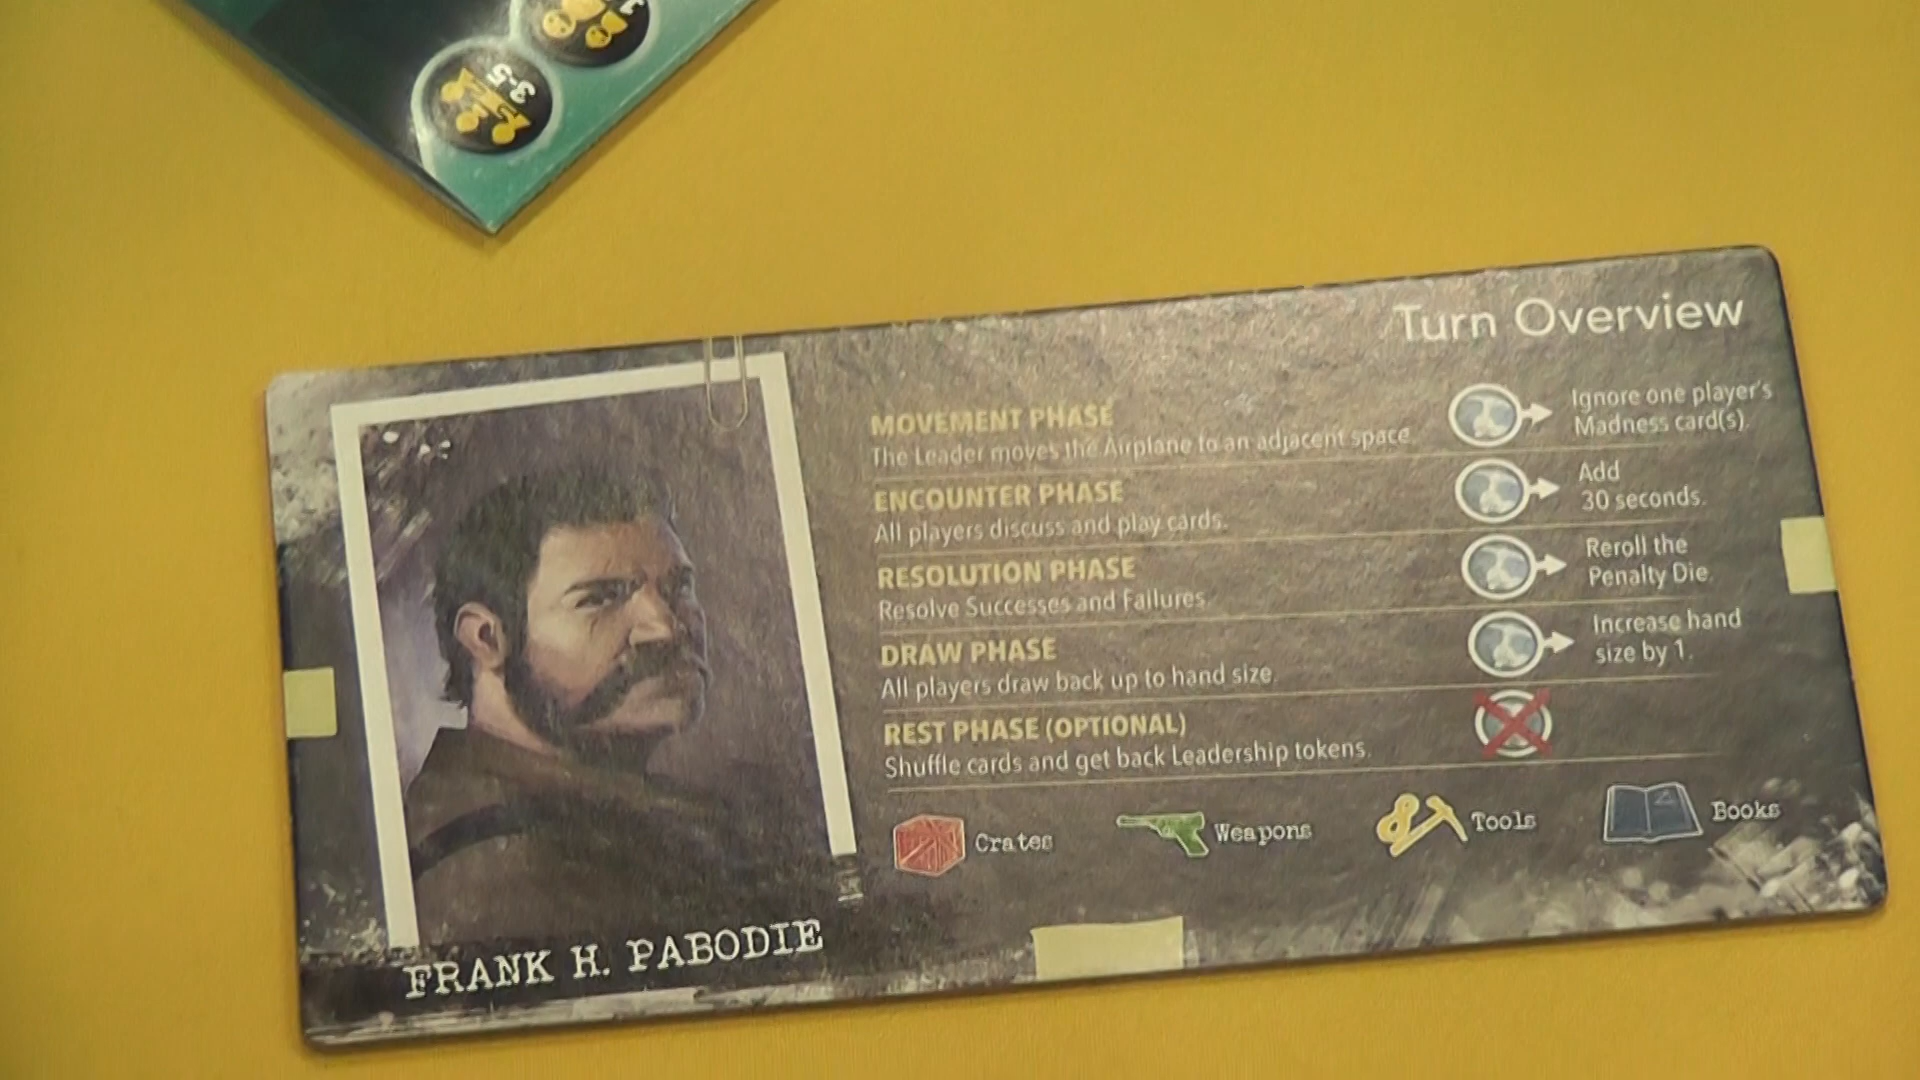 3-5
Turn Overview
MOVEMENT PHASE
The Leader moves the Airplane to an adjacent space.
Ignore one player's
Madness card(s).
ENCOUNTER PHASE
All players discuss and play cards.
Add
30 seconds.
RESOLUTION PHASE
Resolve Successes and Failures.
Reroll the
Penalty Die.
DRAW PHASE
All players draw back up to hand size.
Increase hand
size by 1.
REST PHASE (OPTIONAL)
Shuffle cards and get back Leadership tokens.
Crates
Weapons
Tools
Books
FRANK H. PABODIE